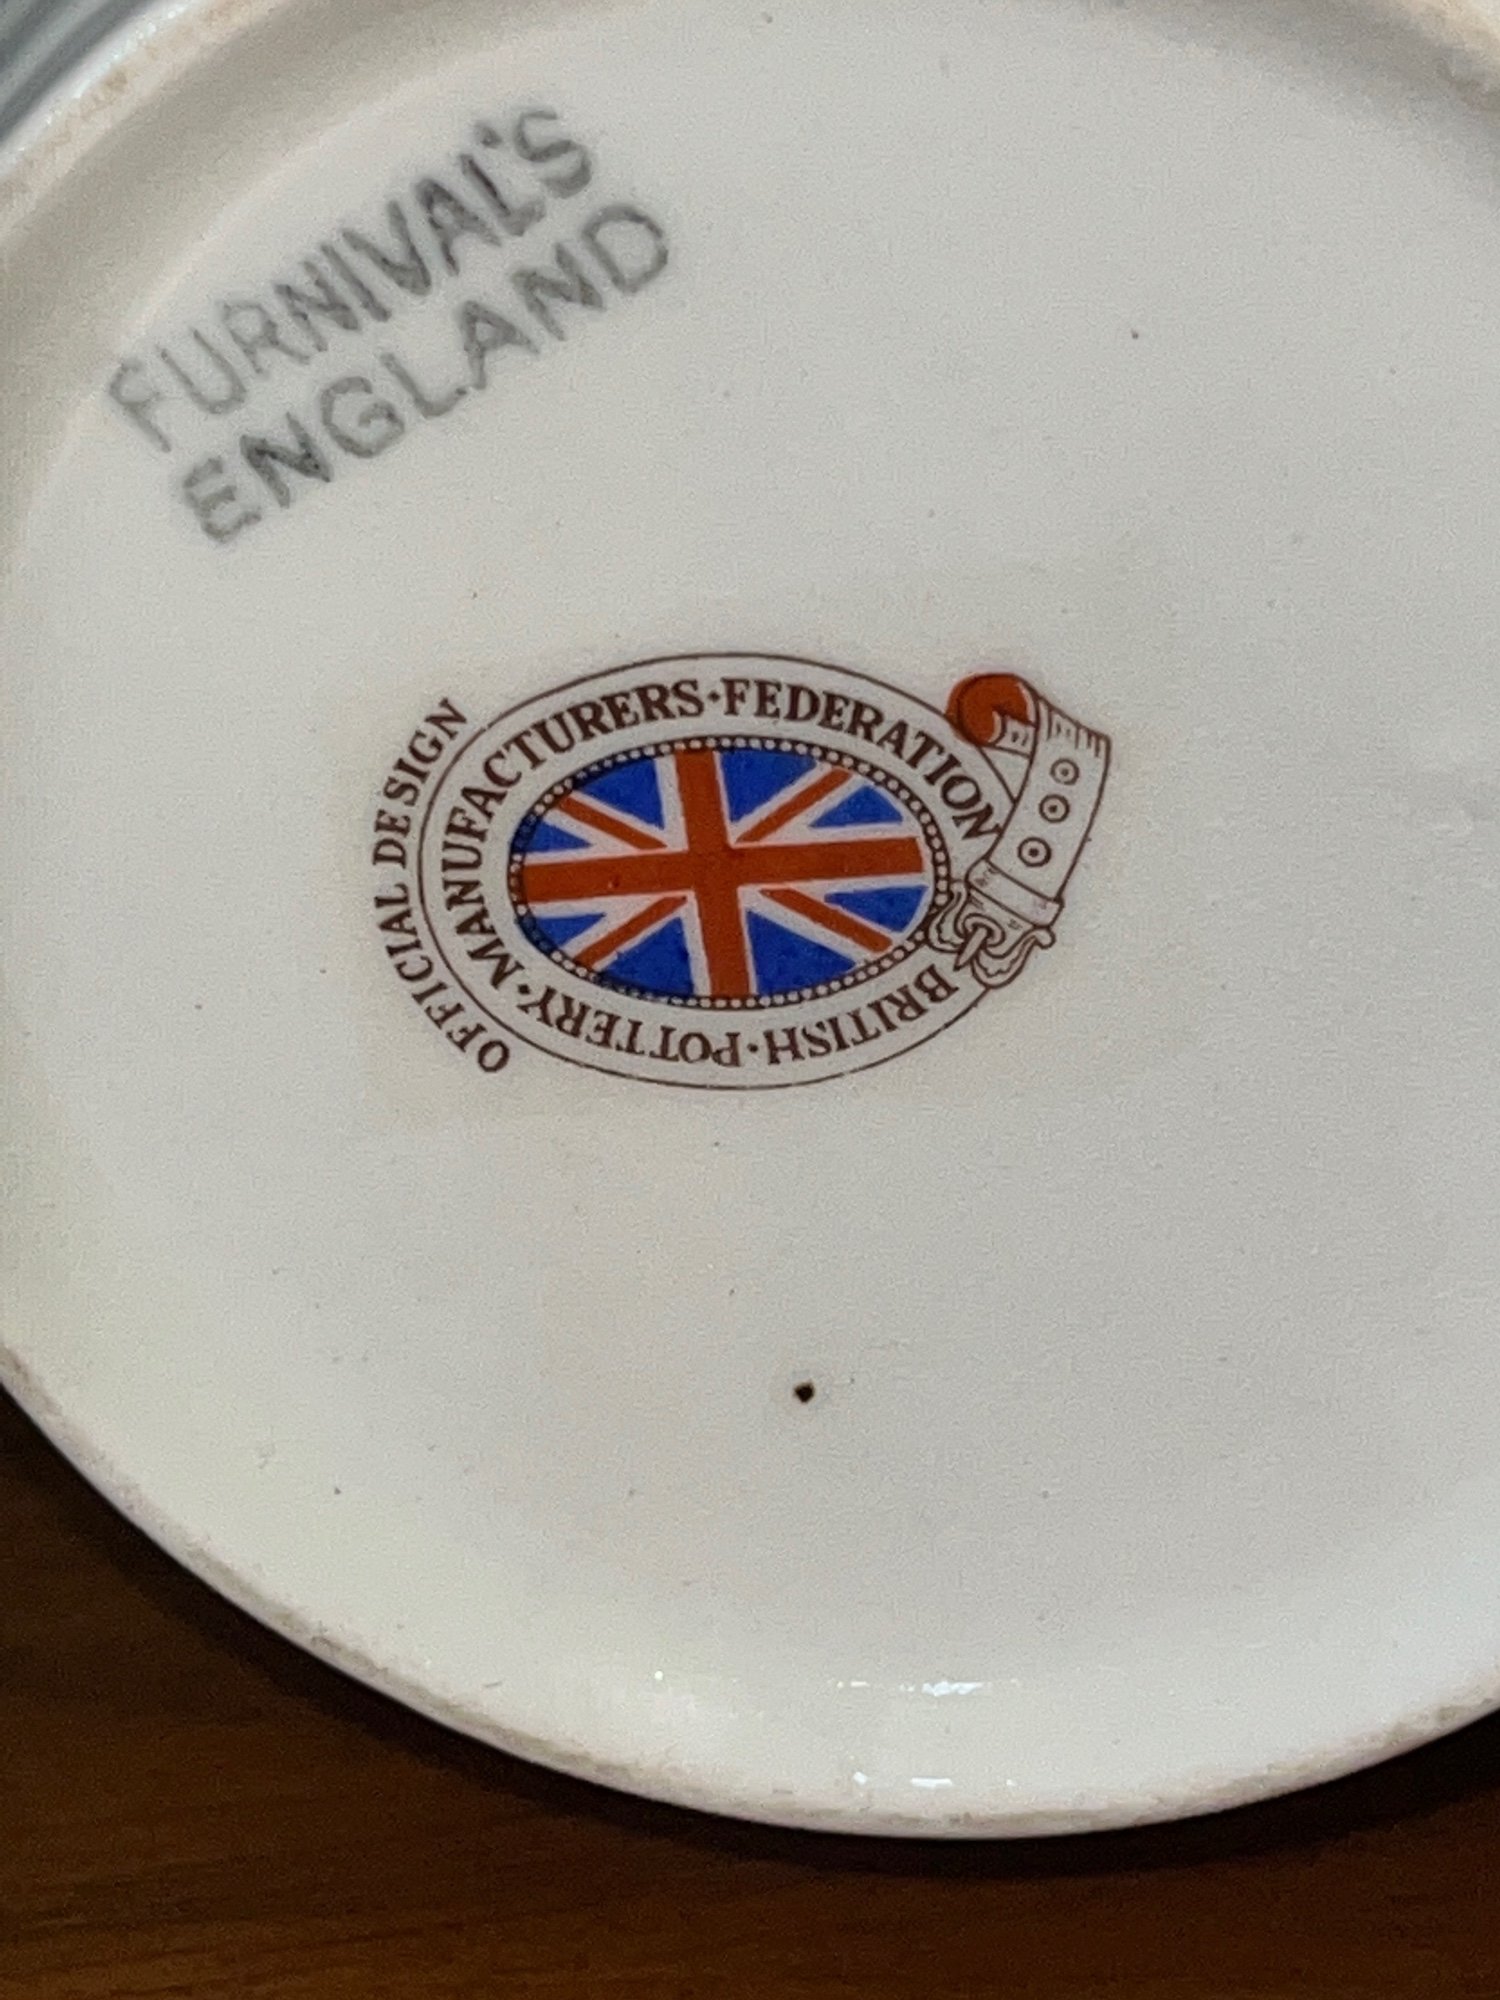 FURNIVAL'S
ENGLAND
OFFICIAL DESIGN
BRITISH·POTTERY·MANUFACTURERS·FEDERATION